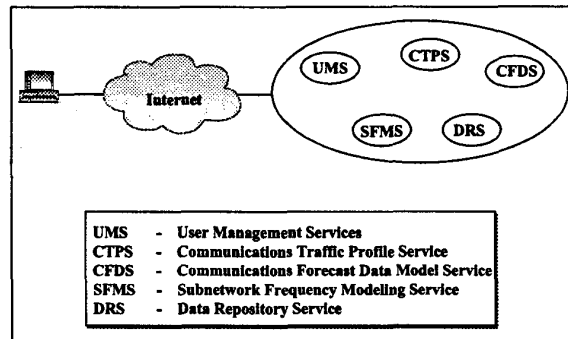 UMS
CTPS
CFDS
Internet
SFMS
DRS
UMS - User Management Services
CTPS - Communications Traffic Profile Service
CFDS - Communications Forecast Data Model Service
SFMS - Subnetwork Frequency Modeling Service
DRS - Data Repository Service